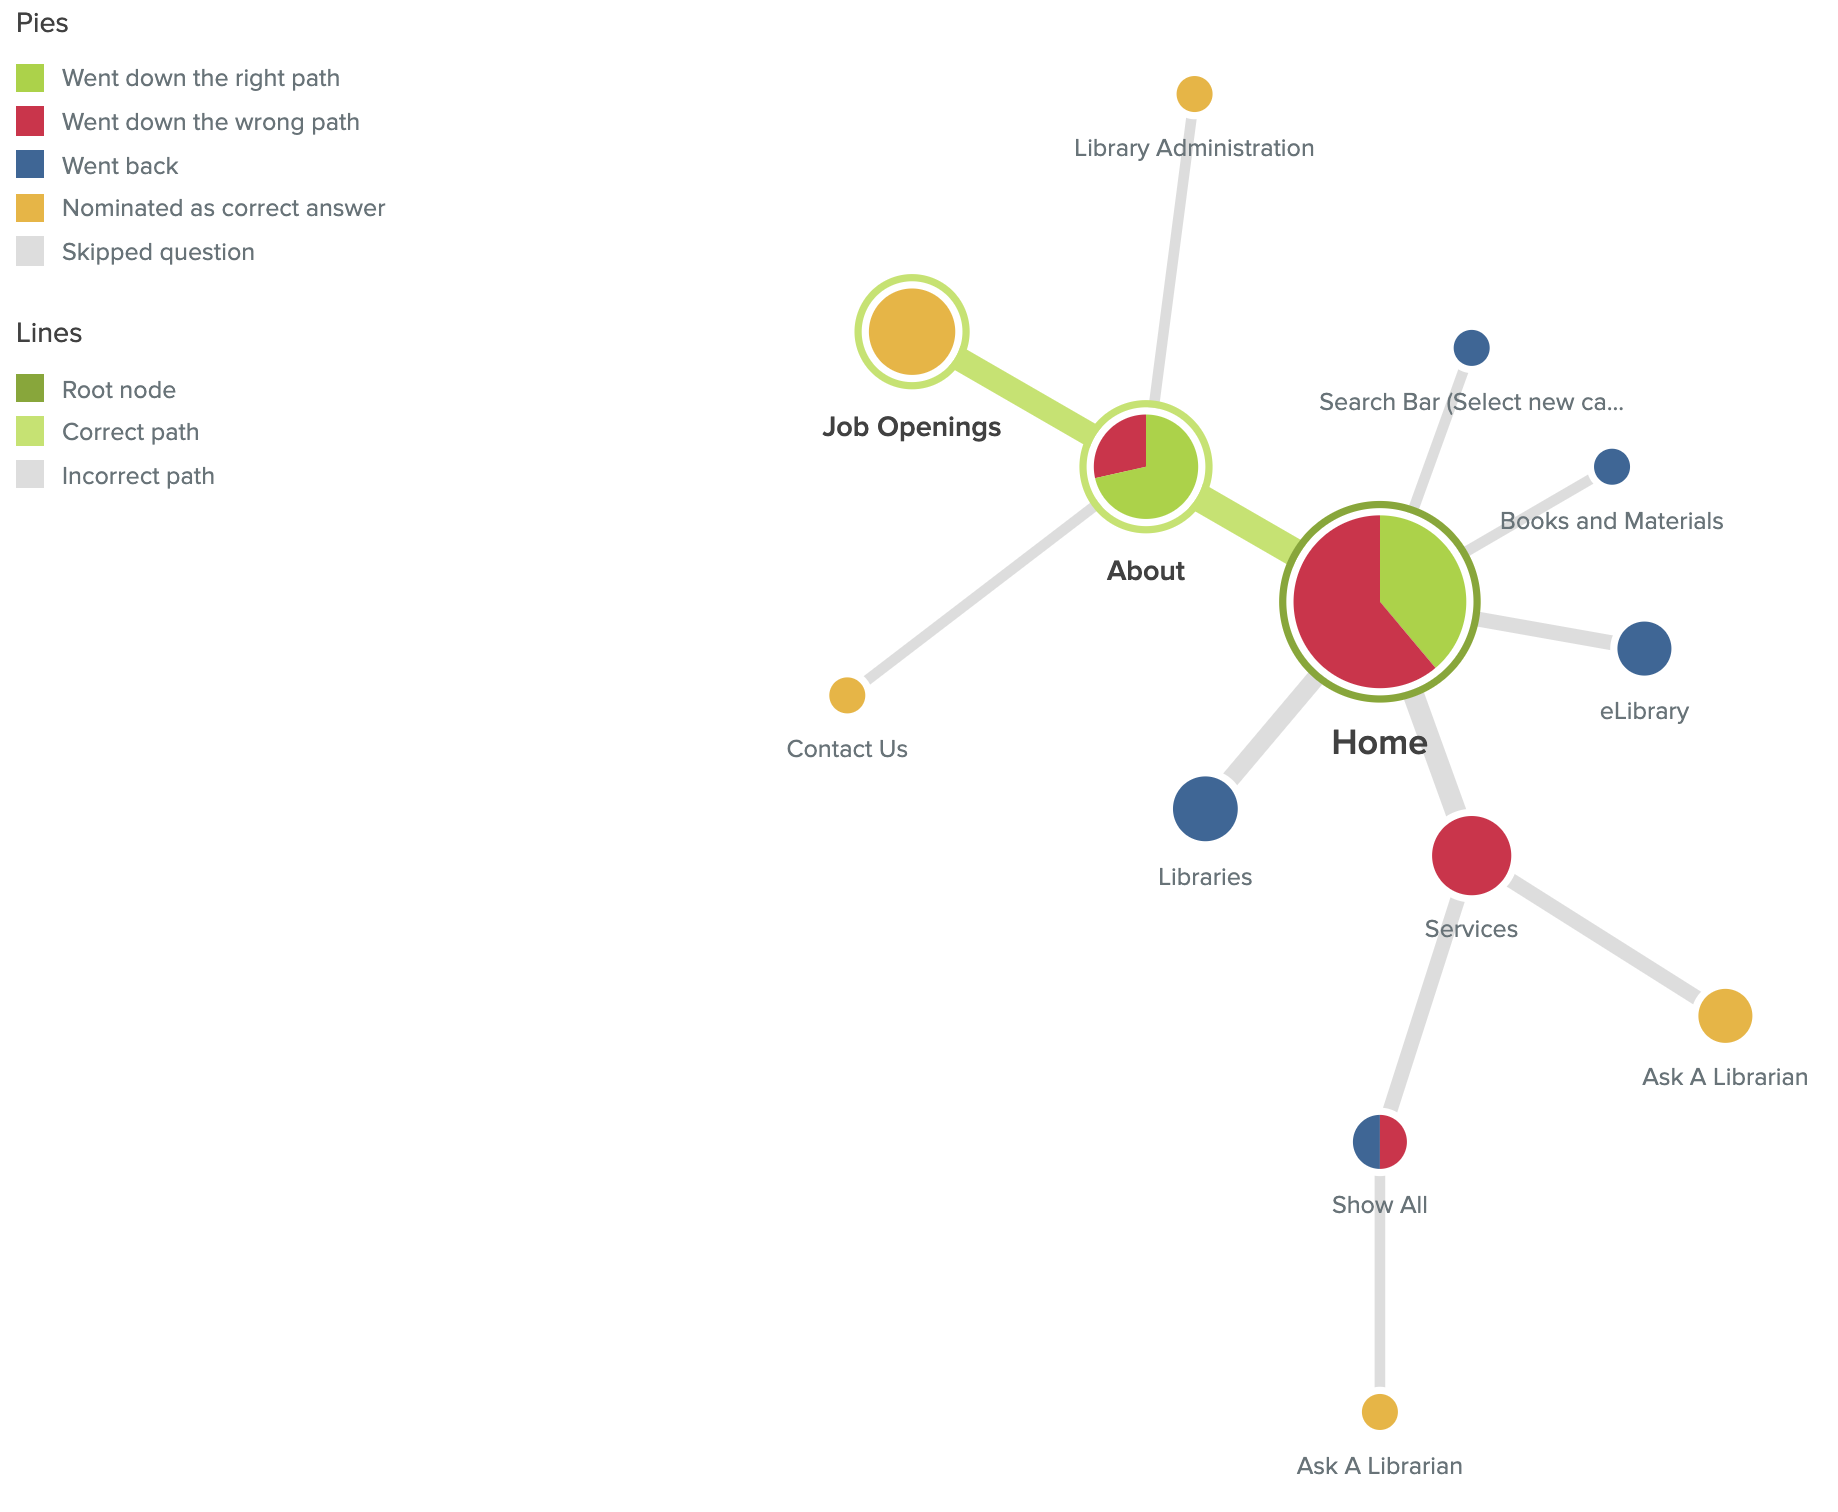 Pies
Went down the right path
Went down the wrong path
Went back
Nominated as correct answer
Skipped question
Lines
Root node
Correct path
Incorrect path
Library Administration
Search Bar (Select new ca...
Job Openings
Books and Materials
About
eLibrary
Home
Contact Us
Libraries
Services
Ask A Librarian
Show All
Ask A Librarian